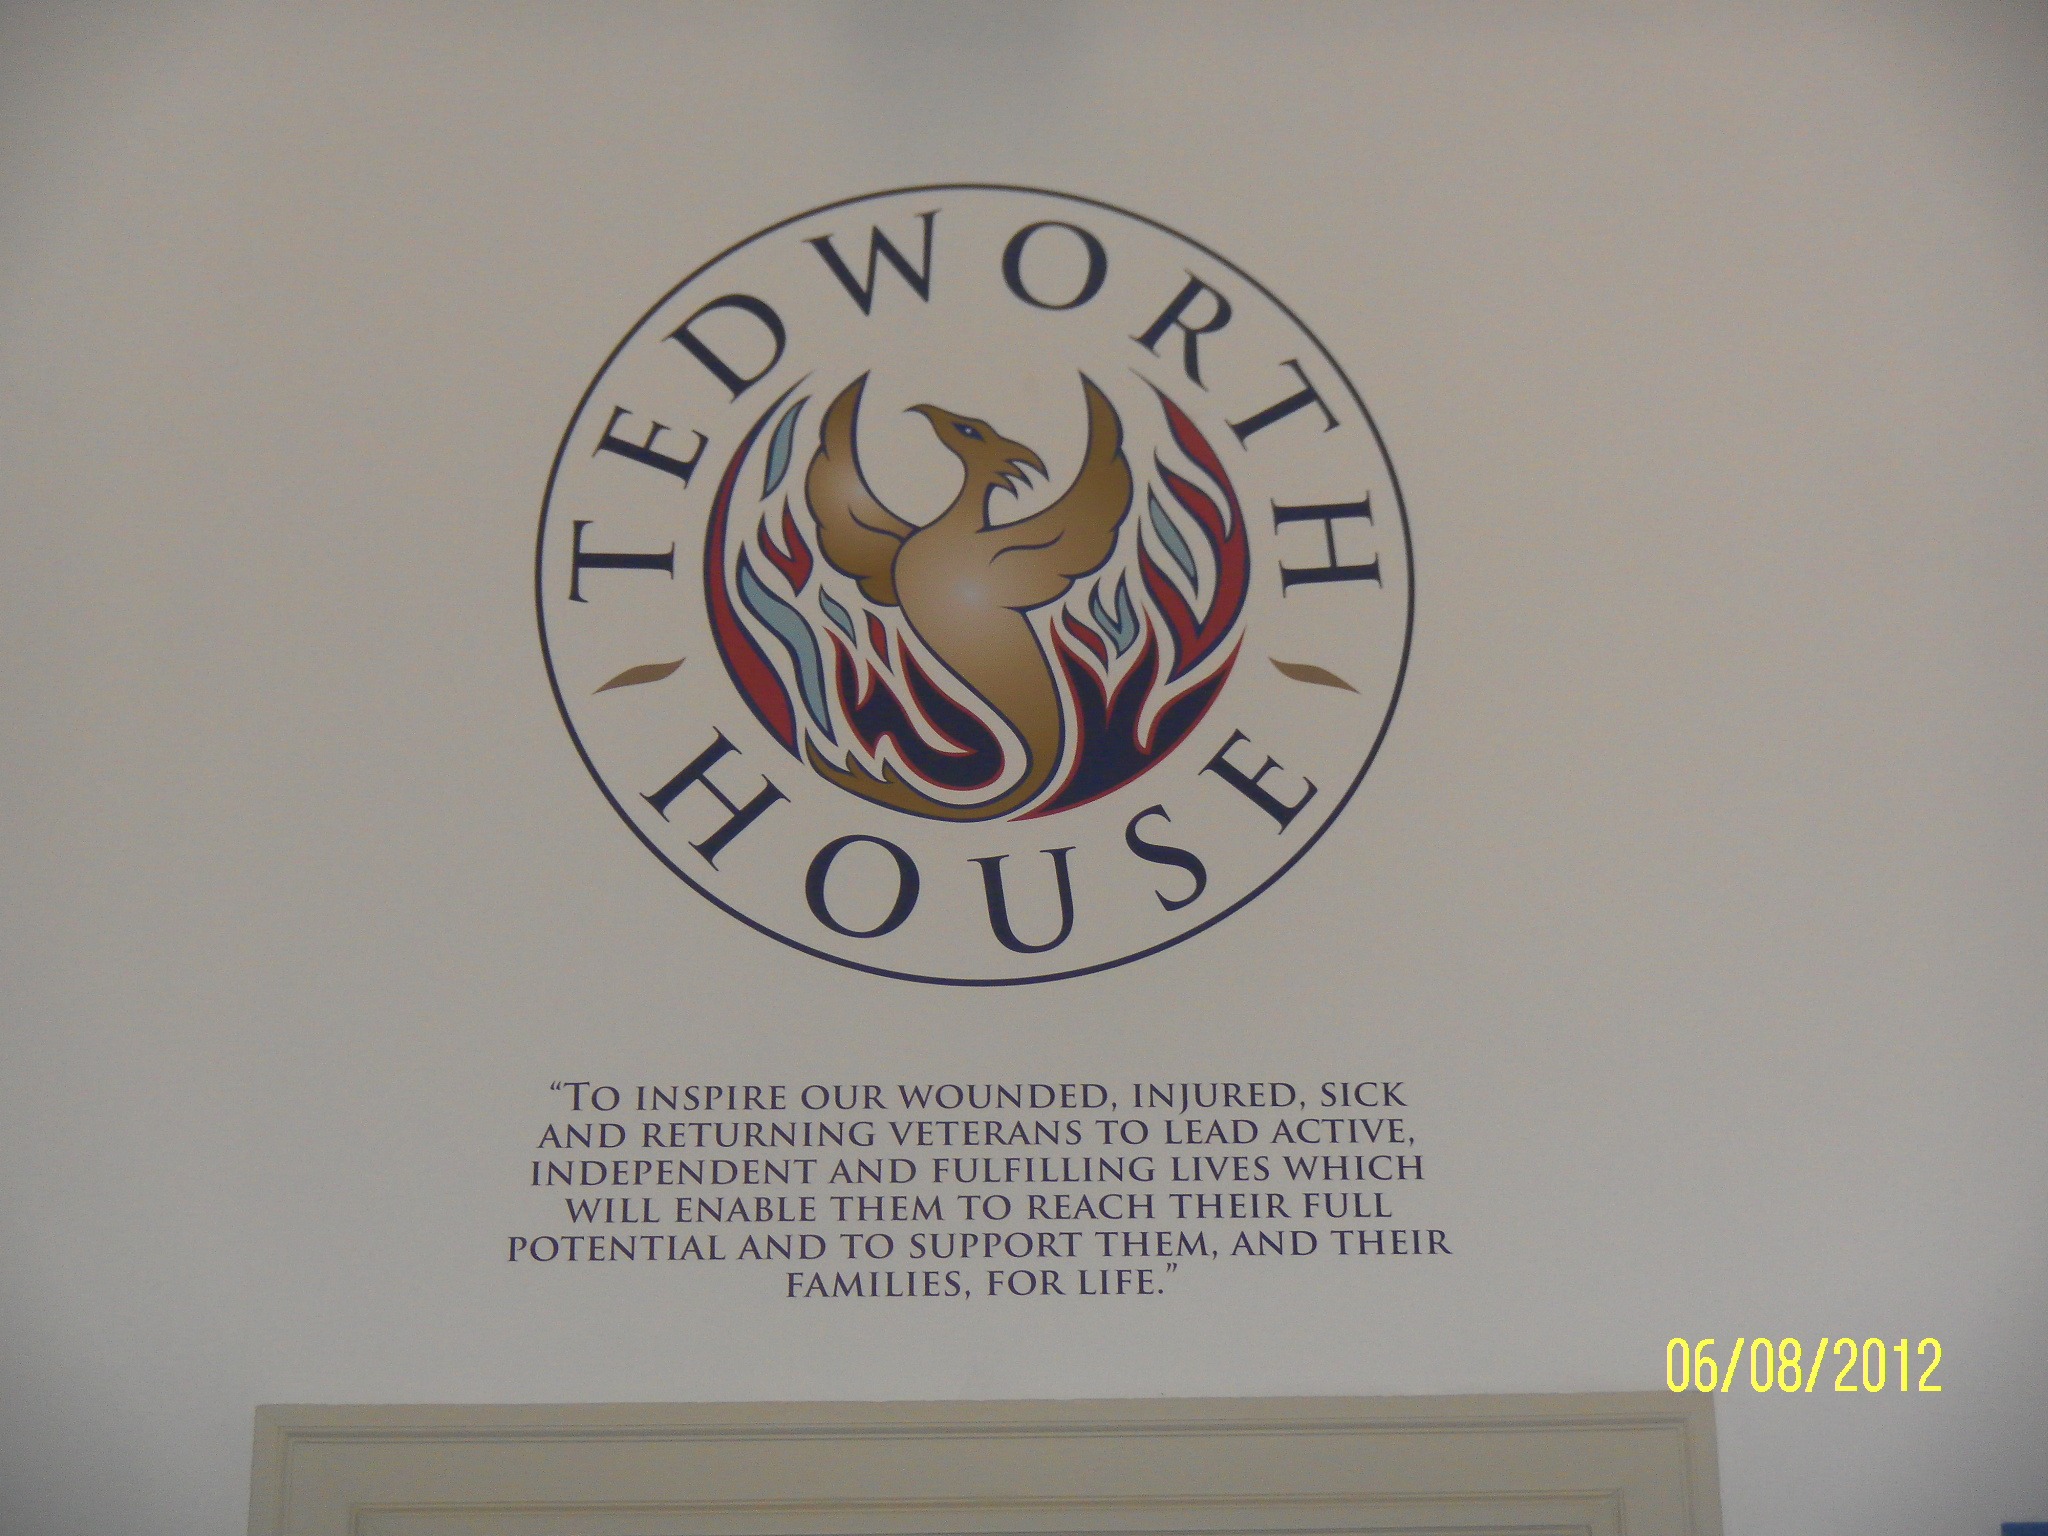 TEDWORTH
HOUSE
“TO INSPIRE OUR WOUNDED, INJURED, SICK
AND RETURNING VETERANS TO LEAD ACTIVE,
INDEPENDENT AND FULFILLING LIVES WHICH
WILL ENABLE THEM TO REACH THEIR FULL
POTENTIAL AND TO SUPPORT THEM, AND THEIR
FAMILIES, FOR LIFE.”
06/08/2012